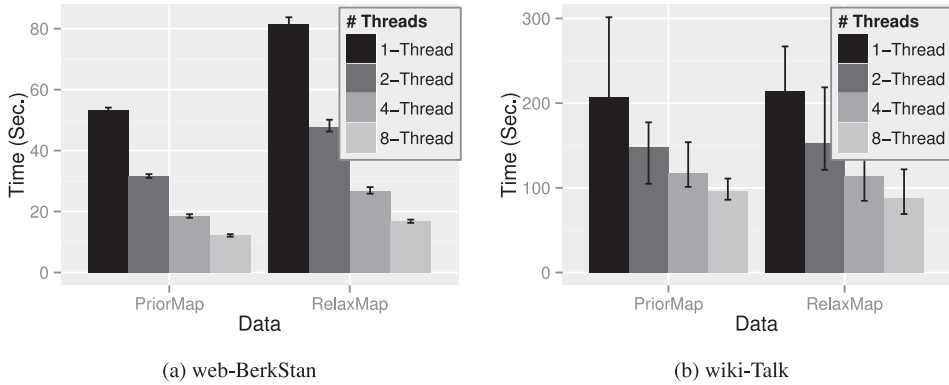 # Threads
1-Thread
2-Thread
4-Thread
8-Thread
80
60
40
20
0
Time (Sec.)
PriorMap RelaxMap
Data
(a) web-BerkStan
# Threads
1-Thread
2-Thread
4-Thread
8-Thread
300
200
100
0
Time (Sec.)
PriorMap RelaxMap
Data
(b) wiki-Talk